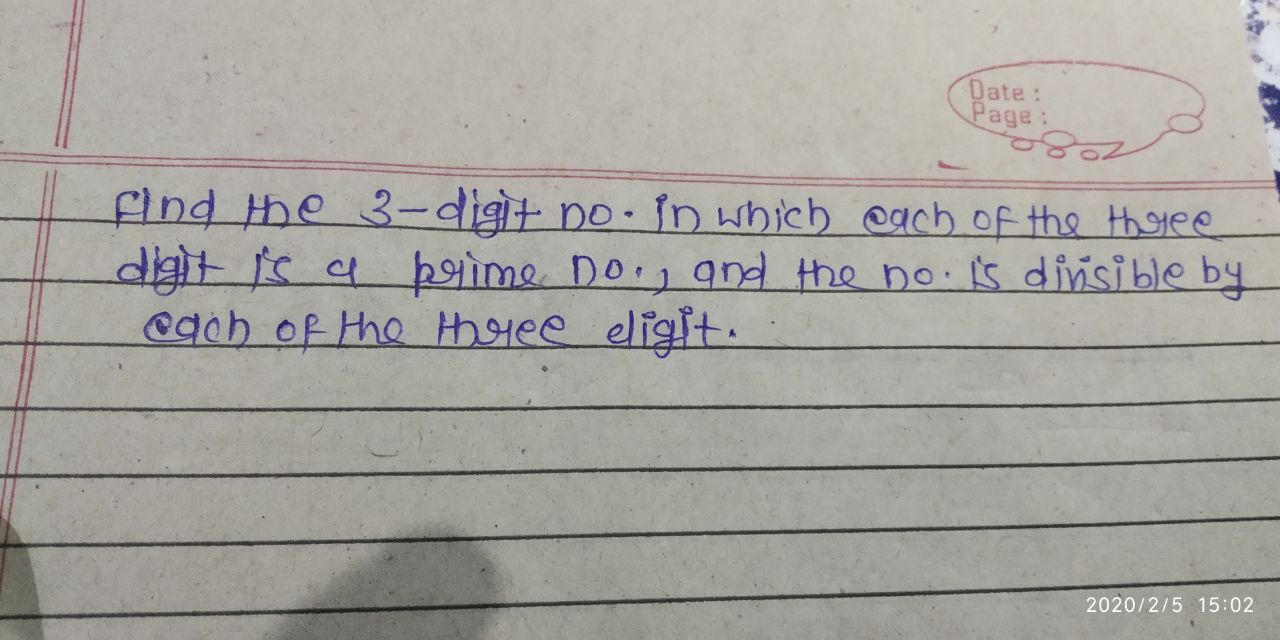 Date :
Page :
Find the 3-digit no. In which each of the three
digit is a prime no., and the no. is divisible by
each of the three digit.
2020/2/5 15:02